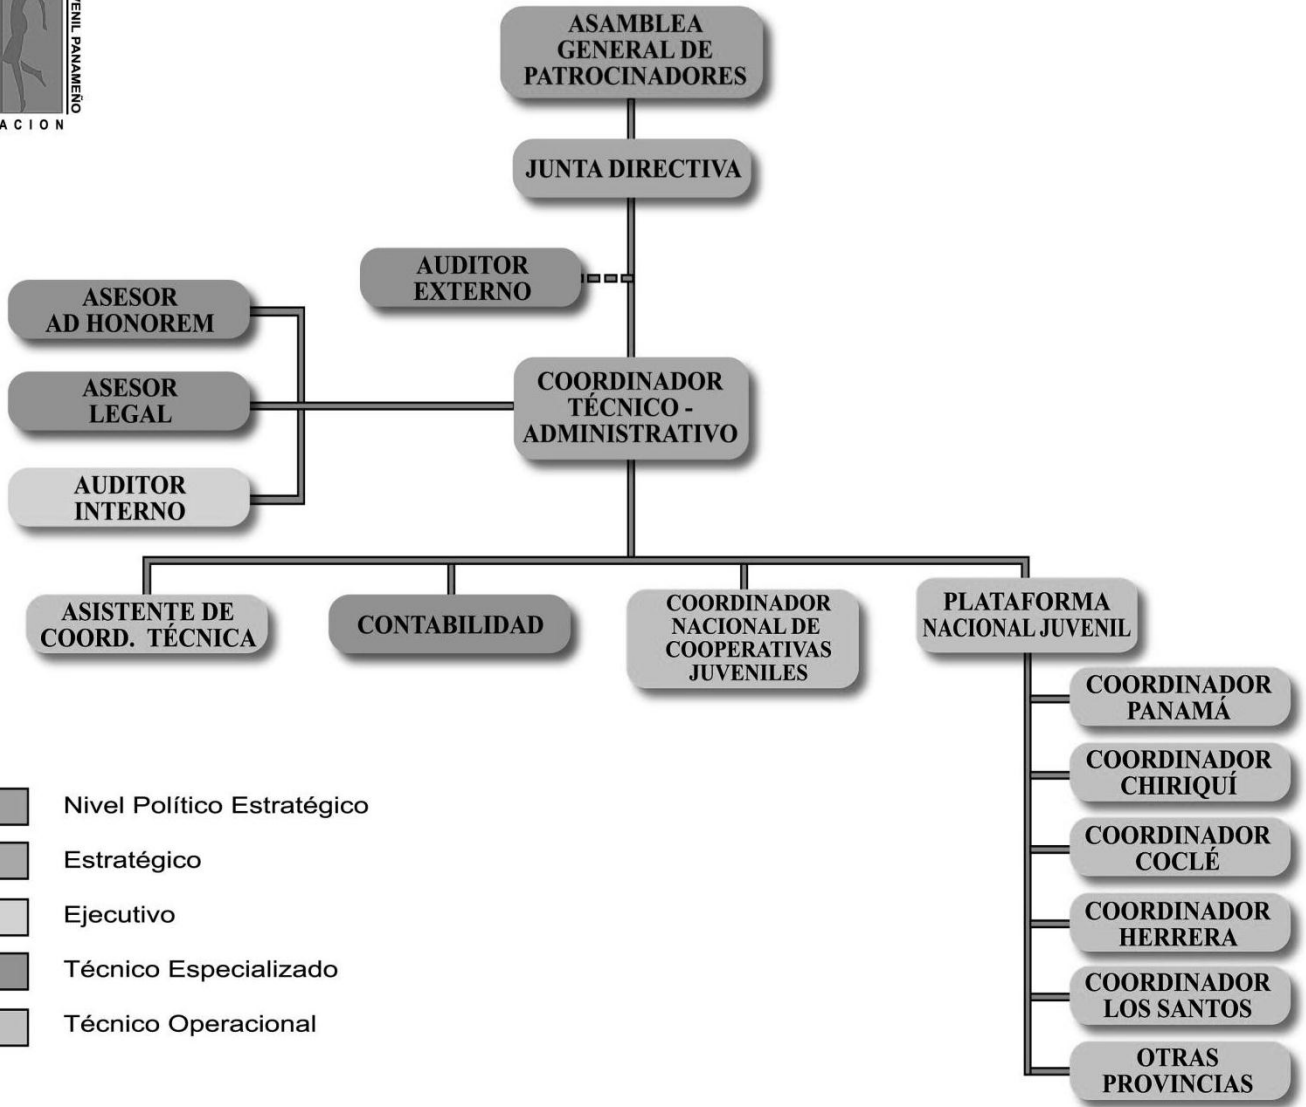 ENIL PANAMEÑO
ACION
ASAMBLEA
GENERAL DE
PATROCINADORES
JUNTA DIRECTIVA
AUDITOR
EXTERNO
ASESOR
AD HONOREM
ASESOR
LEGAL
AUDITOR
INTERNO
COORDINADOR
TÉCNICO -
ADMINISTRATIVO
ASISTENTE DE
COORD. TÉCNICA
CONTABILIDAD
COORDINADOR
NACIONAL DE
COOPERATIVAS
JUVENILES
PLATAFORMA
NACIONAL JUVENIL
COORDINADOR
PANAMÁ
COORDINADOR
CHIRIQUÍ
COORDINADOR
COCLÉ
COORDINADOR
HERRERA
COORDINADOR
LOS SANTOS
OTRAS
PROVINCIAS
Nivel Político Estratégico
Estratégico
Ejecutivo
Técnico Especializado
Técnico Operacional